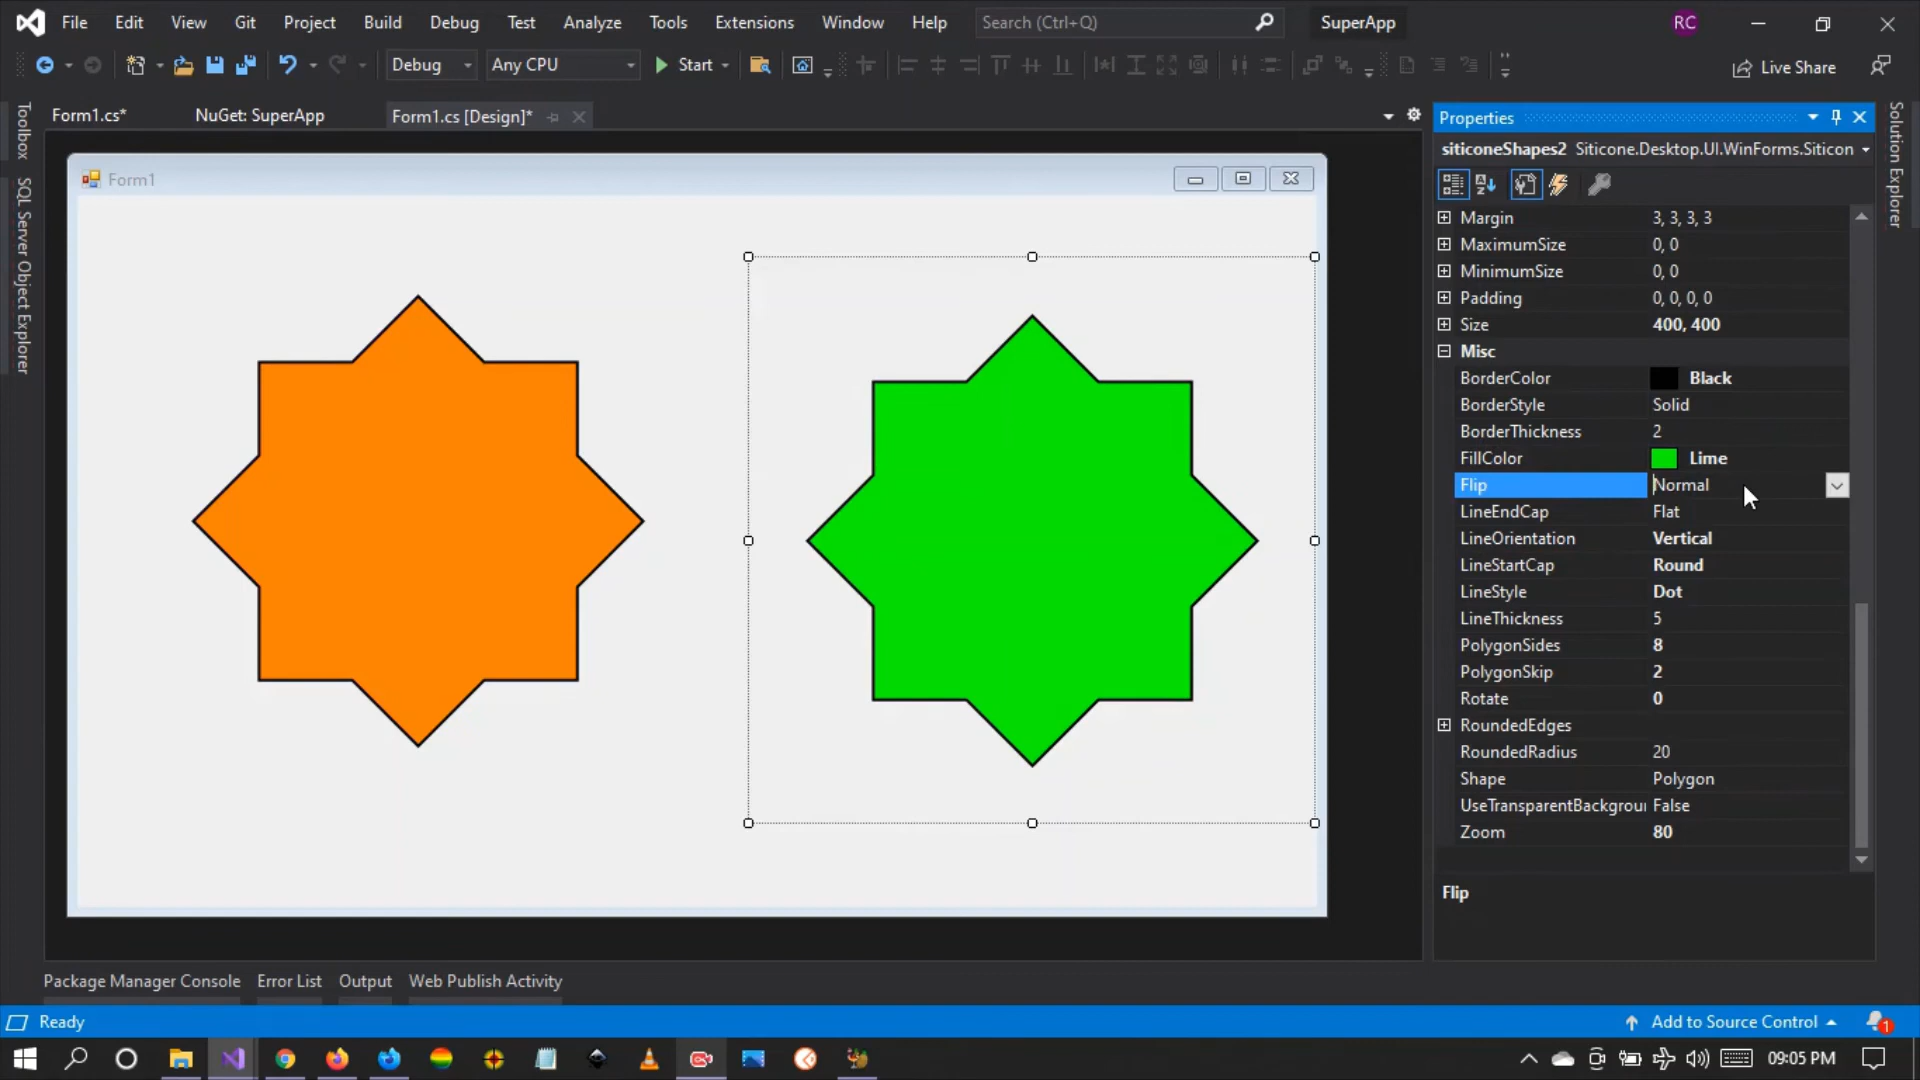 File Edit View Git Project Build Debug Test Analyze Tools Extensions Window Help Search (Ctrl+Q) SuperApp RC
Debug Any CPU Start Live Share
Toolbox
SQL Server Object Explorer
Form1.cs* NuGet: SuperApp Form1.cs [Design]*
Form1
Properties
siticoneShapes2 Siticone.Desktop.UI.WinForms.Siticon
Margin 3, 3, 3, 3
MaximumSize 0, 0
MinimumSize 0, 0
Padding 0, 0, 0, 0
Size 400, 400
Misc
BorderColor Black
BorderStyle Solid
BorderThickness 2
FillColor Lime
Flip Normal
LineEndCap Flat
LineOrientation Vertical
LineStartCap Round
LineStyle Dot
LineThickness 5
PolygonSides 8
PolygonSkip 2
Rotate 0
RoundedEdges
RoundedRadius 20
Shape Polygon
UseTransparentBackgrou False
Zoom 80
Flip
Solution Explorer
Package Manager Console Error List Output Web Publish Activity
Ready Add to Source Control 1
09:05 PM